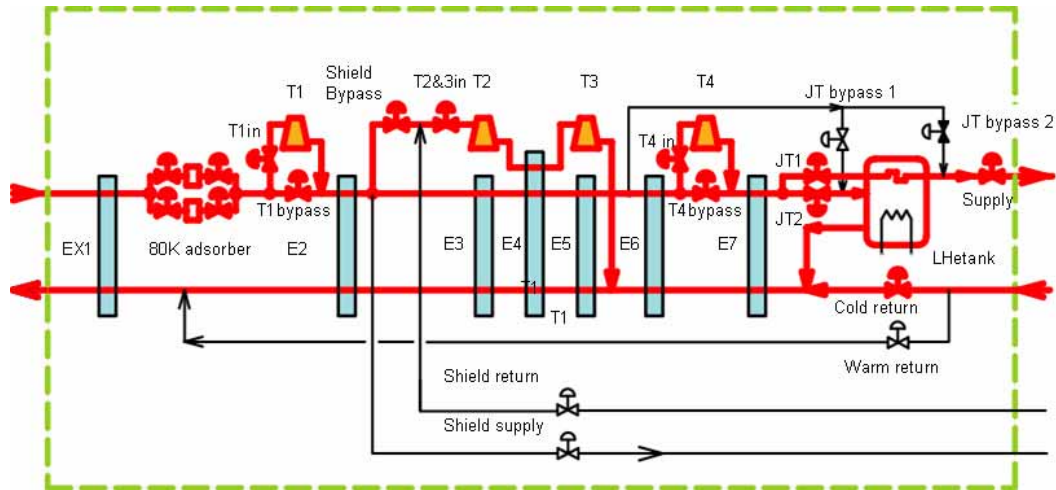 Shield
Bypass
T1
T2&3in
T2
T3
T4
JT bypass 1
JT bypass 2
T1in
T4 in
JT1
JT2
Supply
T1 bypass
T4bypass
EX1
80K adsorber
E2
E3
E4
E5
E6
E7
LHetank
T1
T1
Cold return
Warm return
Shield return
Shield supply